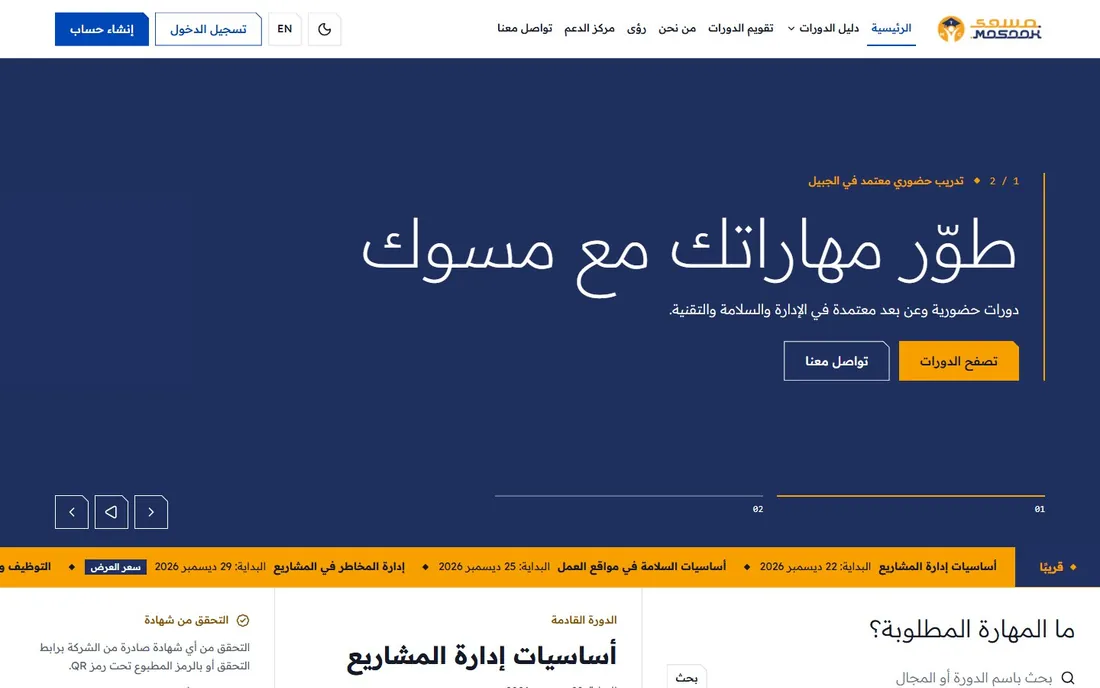 مسوك
MOSOOK
الرئيسية
دليل الدورات
تقويم الدورات
من نحن
رؤى
مركز الدعم
تواصل معنا
EN
تسجيل الدخول
إنشاء حساب
1 / 2 ◆ تدريب حضوري معتمد في الجبيل
طوّر مهاراتك مع مسوك
دورات حضورية وعن بعد معتمدة في الإدارة والسلامة والتقنية.
تصفح الدورات
تواصل معنا
01
02
◆ قريبًا
أساسيات إدارة المشاريع البداية: 22 ديسمبر 2026 ◆ أساسيات السلامة في مواقع العمل البداية: 25 ديسمبر 2026 ◆ إدارة المخاطر في المشاريع البداية: 29 ديسمبر 2026 سعر العرض ◆ التوظيف و
ما المهارة المطلوبة؟
بحث باسم الدورة أو المجال
بحث
الدورة القادمة
أساسيات إدارة المشاريع
التحقق من شهادة
التحقق من أي شهادة صادرة من الشركة برابط
التحقق أو بالرمز المطبوع تحت رمز QR.